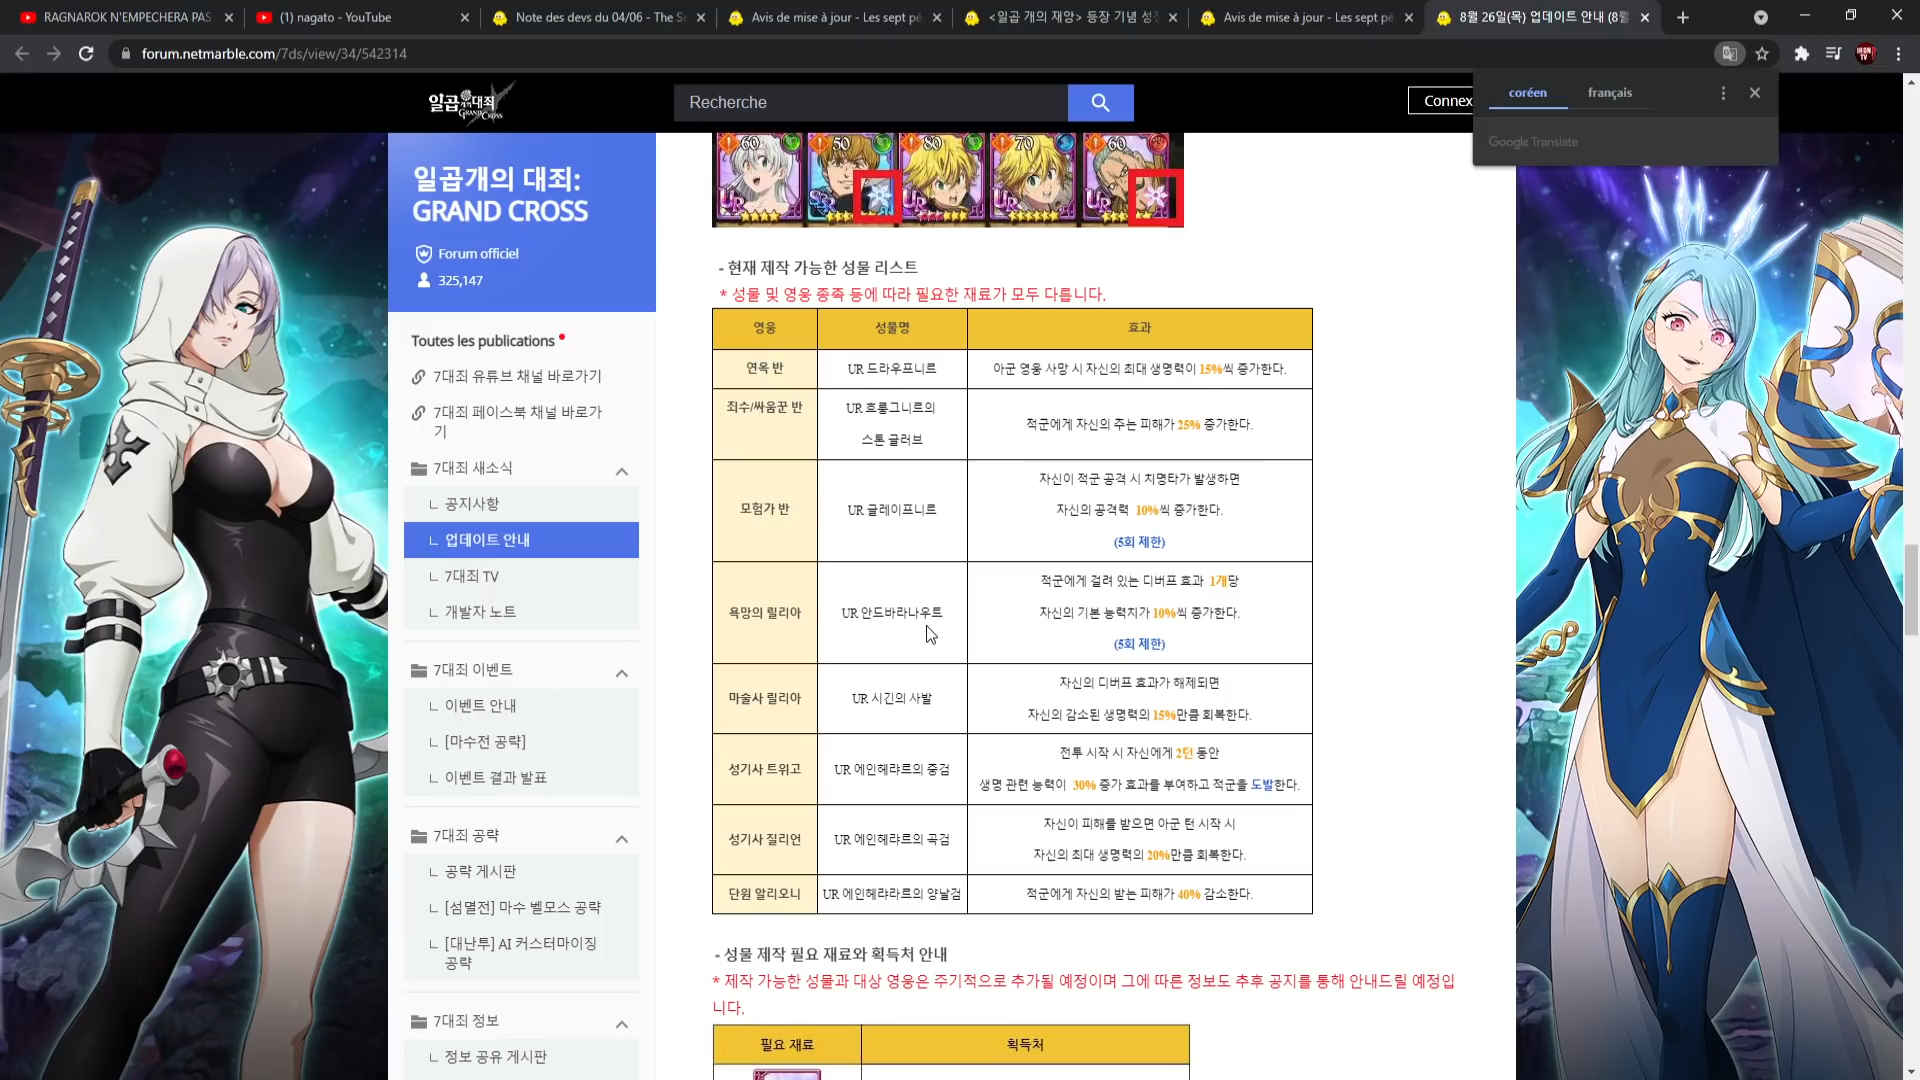 RAGNAROK N'EMPECHERA PAS
(1) nagato - YouTube
Note des devs du 04/06 - The Se
Avis de mise à jour - Les sept pé
<일곱 개의 재앙> 등장 기념 성장
Avis de mise à jour - Les sept pé
8월 26일(목) 업데이트 안내 (8월
forum.netmarble.com/7ds/view/34/542314
일곱개의 대죄
GRAND CROSS
Recherche
Connex
coréen
français
Google Translate
일곱개의 대죄:
GRAND CROSS
Forum officiel
325,147
Toutes les publications
7대죄 유튜브 채널 바로가기
7대죄 페이스북 채널 바로가
기
7대죄 새소식
공지사항
업데이트 안내
7대죄 TV
개발자 노트
7대죄 이벤트
이벤트 안내
[마수전 공략]
이벤트 결과 발표
7대죄 공략
공략 게시판
[섬멸전] 마수 벨모스 공략
[대난투] AI 커스터마이징
공략
7대죄 정보
정보 공유 게시판
60 50 80 70 60
UR SR UR UR UR
- 현재 제작 가능한 성물 리스트
* 성물 및 영웅 종족 등에 따라 필요한 재료가 모두 다릅니다.
영웅 성물명 효과
연옥 반 UR 드라우프니르 아군 영웅 사망 시 자신의 최대 생명력이 15%씩 증가한다.
죄수/싸움꾼 반 UR 흐룽그니르의
스톤 글러브
적군에게 자신의 주는 피해가 25% 증가한다.
모험가 반 UR 글레이프니르
자신이 적군 공격 시 치명타가 발생하면
자신의 공격력 10%씩 증가한다.
(5회 제한)
욕망의 릴리아 UR 안드바라나우트
적군에게 걸려 있는 디버프 효과 1개당
자신의 기본 능력치가 10%씩 증가한다.
(5회 제한)
마술사 릴리아 UR 시긴의 사발
자신의 디버프 효과가 해제되면
자신의 감소된 생명력의 15%만큼 회복한다.
성기사 트위고 UR 에인헤랴르의 중검
전투 시작 시 자신에게 2턴 동안
생명 관련 능력이 30% 증가 효과를 부여하고 적군을 도발한다.
성기사 질리언 UR 에인헤랴르의 곡검
자신이 피해를 받으면 아군 턴 시작 시
자신의 최대 생명력의 20%만큼 회복한다.
단원 알리오니 UR 에인헤랴라르의 양날검 적군에게 자신의 받는 피해가 40% 감소한다.
- 성물 제작 필요 재료와 획득처 안내
* 제작 가능한 성물과 대상 영웅은 주기적으로 추가될 예정이며 그에 따른 정보도 추후 공지를 통해 안내드릴 예정입
니다.
필요 재료 획득처